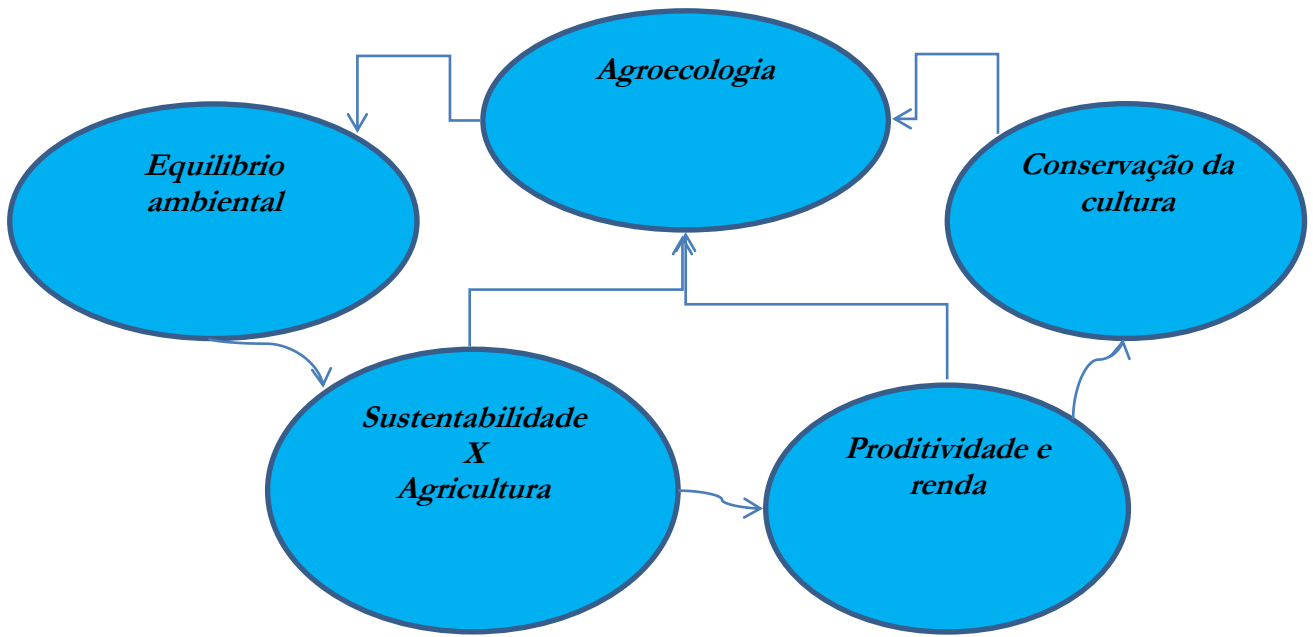 Agroecologia
Equilibrio
ambiental
Conservação da
cultura
Sustentabilidade
X
Agricultura
Proditividade e
renda